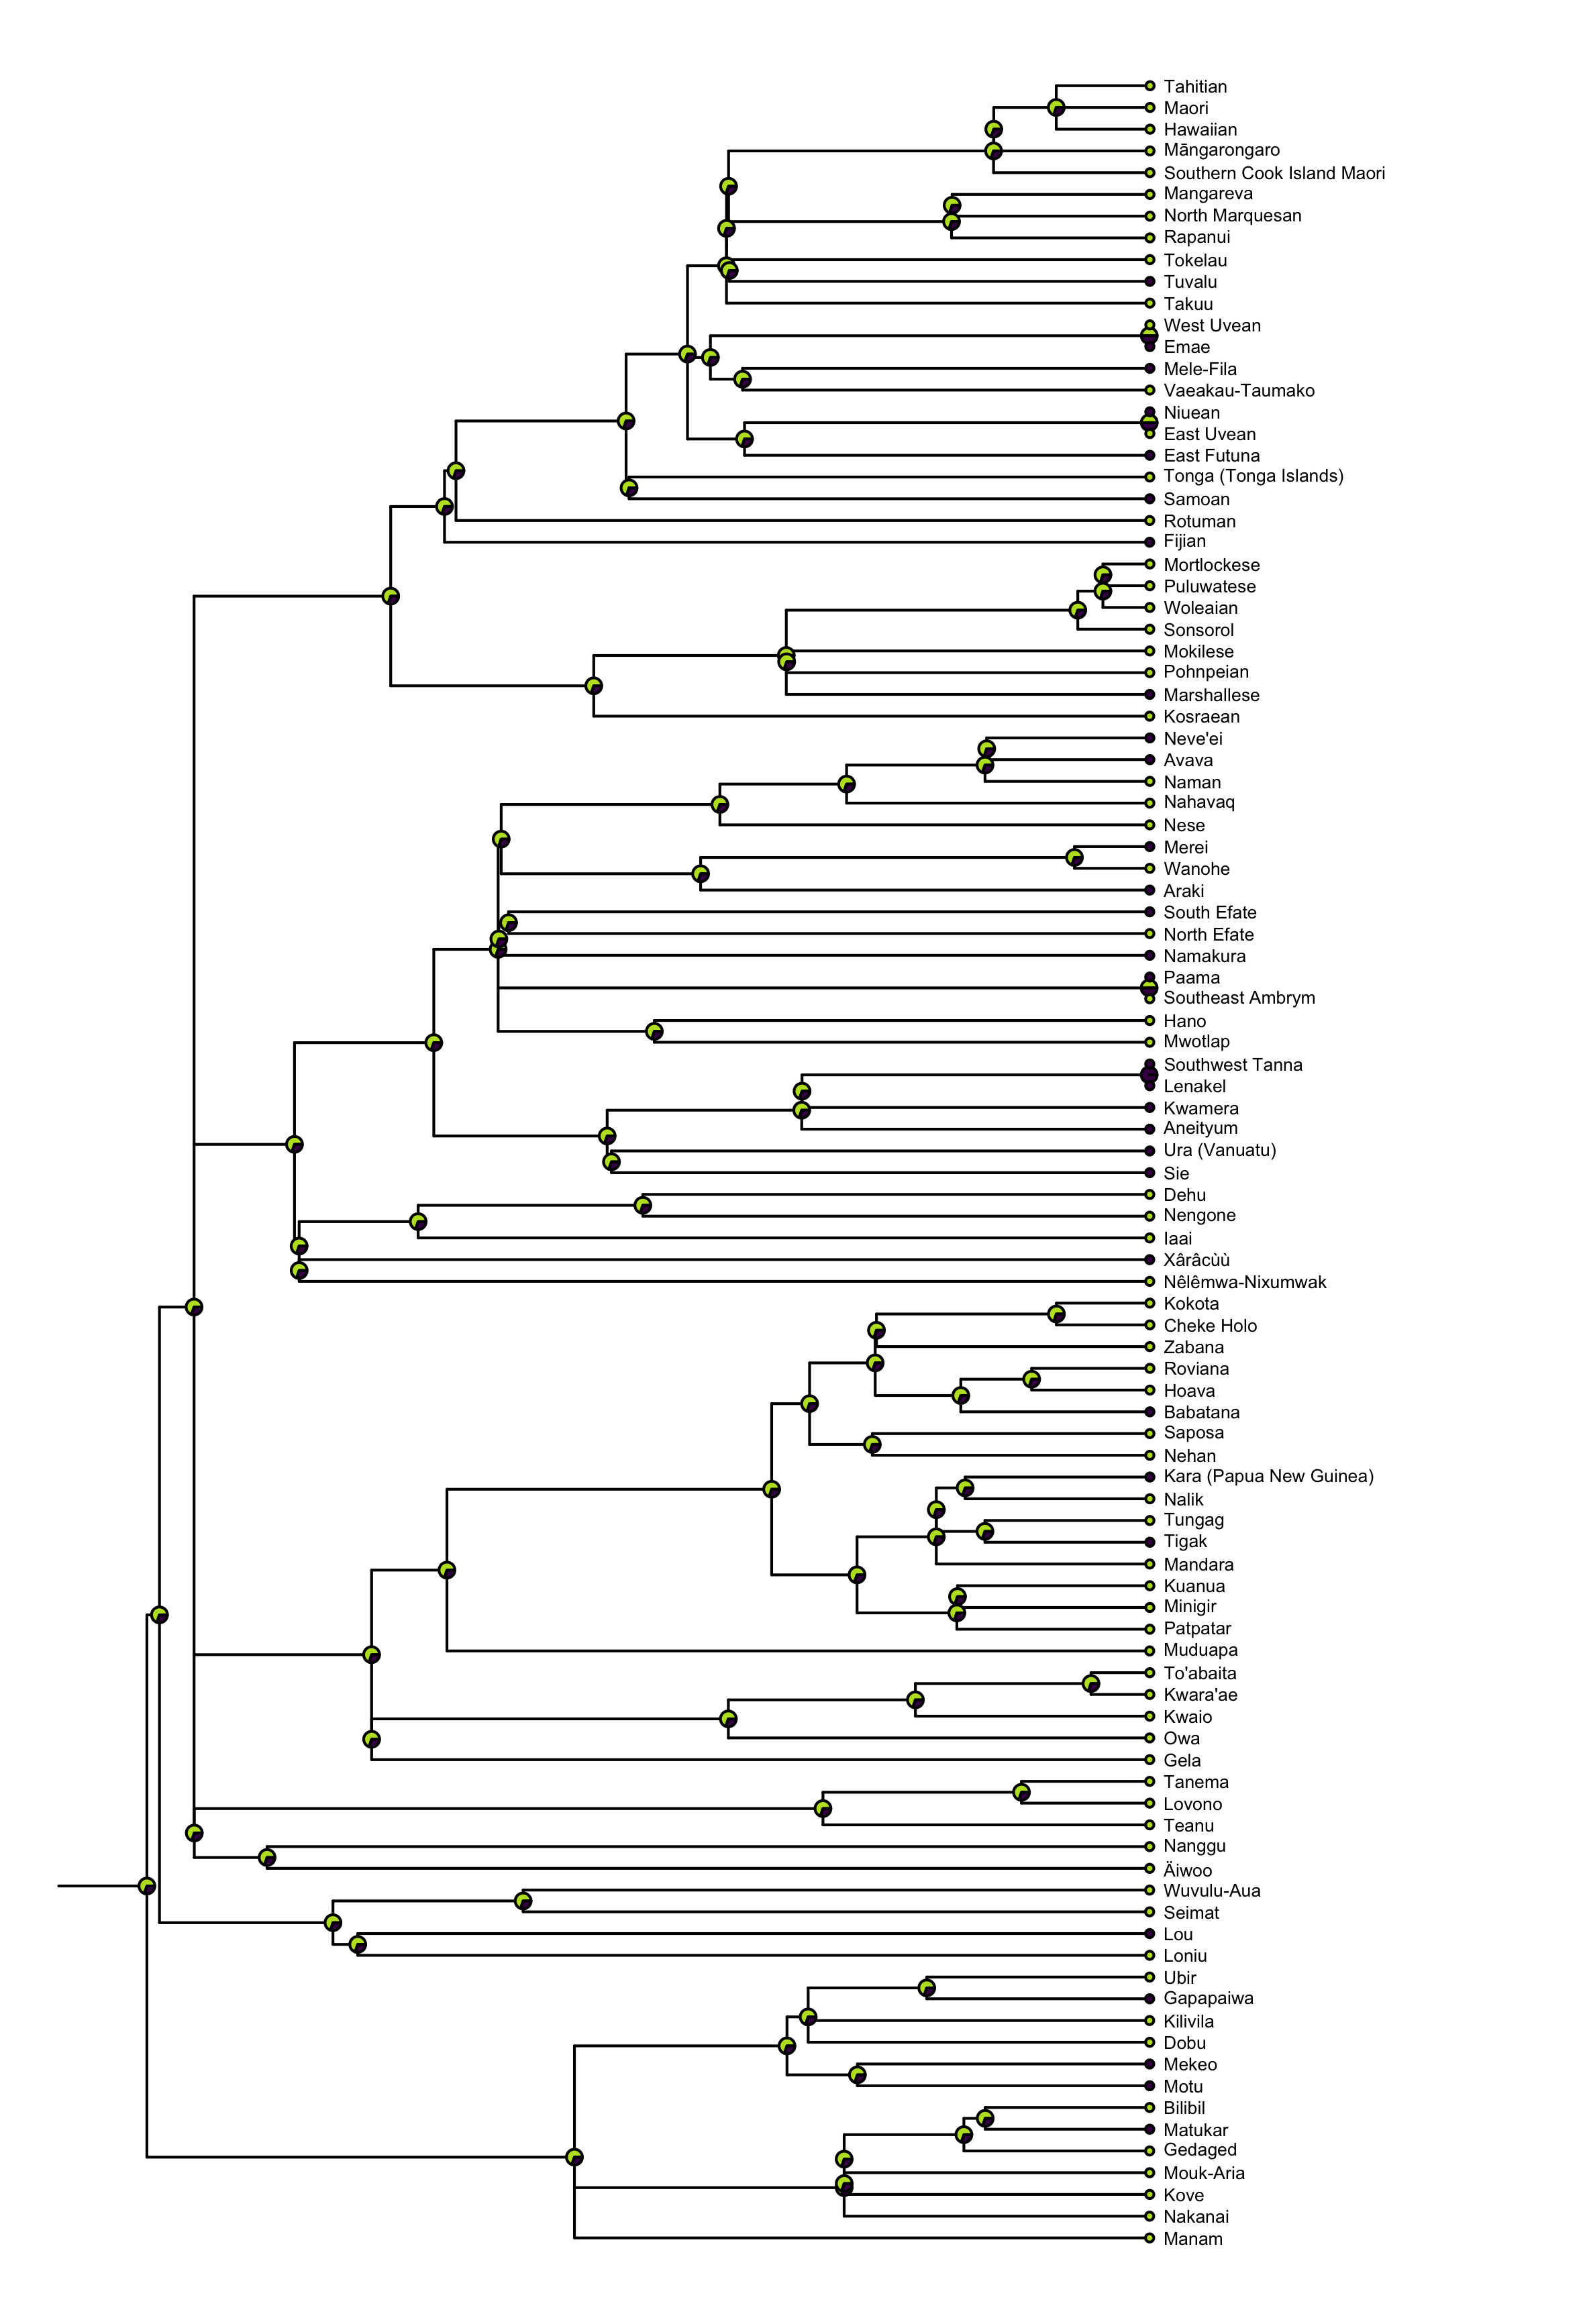 Tahitian
Maori
Hawaiian
Māngarongaro
Southern Cook Island Maori
Mangareva
North Marquesan
Rapanui
Tokelau
Tuvalu
Takuu
West Uvean
Emae
Mele-Fila
Vaeakau-Taumako
Niuean
East Uvean
East Futuna
Tonga (Tonga Islands)
Samoan
Rotuman
Fijian
Mortlockese
Puluwatese
Woleaian
Sonsorol
Mokilese
Pohnpeian
Marshallese
Kosraean
Neve'ei
Avava
Naman
Nahavaq
Nese
Merei
Wanohe
Araki
South Efate
North Efate
Namakura
Paama
Southeast Ambrym
Hano
Mwotlap
Southwest Tanna
Lenakel
Kwamera
Aneityum
Ura (Vanuatu)
Sie
Dehu
Nengone
Iaai
Xârâcùù
Nêlêmwa-Nixumwak
Kokota
Cheke Holo
Zabana
Roviana
Hoava
Babatana
Saposa
Nehan
Kara (Papua New Guinea)
Nalik
Tungag
Tigak
Mandara
Kuanua
Minigir
Patpatar
Muduapa
To'abaita
Kwara'ae
Kwaio
Owa
Gela
Tanema
Lovono
Teanu
Nanggu
Äiwoo
Wuvulu-Aua
Seimat
Lou
Loniu
Ubir
Gapapaiwa
Kilivila
Dobu
Mekeo
Motu
Bilibil
Matukar
Gedaged
Mouk-Aria
Kove
Nakanai
Manam